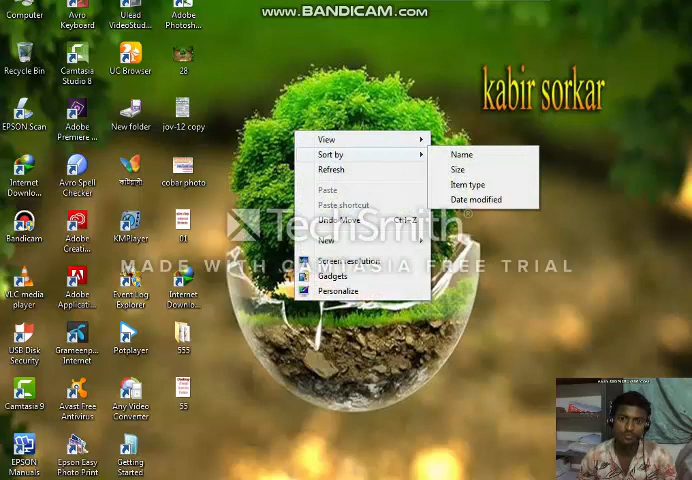 www.BANDICAM.com
Computer
Avro Keyboard
Ulead VideoStud...
Adobe Photosh...
kabir sorkar
Recycle Bin
Camtasia Studio 8
UC Browser
28
EPSON Scan
Adobe Premiere ...
New folder
jov-12 copy
Internet Downlo...
Avro Spell Checker
cobar photo
Bandicam
Adobe Creati...
KMPlayer
01
VLC media player
Adobe Applicati...
EventLog Explorer
Internet Downlo...
USB Disk Security
Grameenp... Internet
Potplayer
555
Camtasia 9
Avast Free Antivirus
Any Video Converter
55
EPSON Manuals
Epson Easy Photo Print
Getting Started
View
Sort by
Refresh
Paste
Paste shortcut
Undo Move Ctrl+Z
New
Screen resolution
Gadgets
Personalize
Name
Size
Item type
Date modified
TechSmith®
MADE WITH CAMTASIA FREE TRIAL